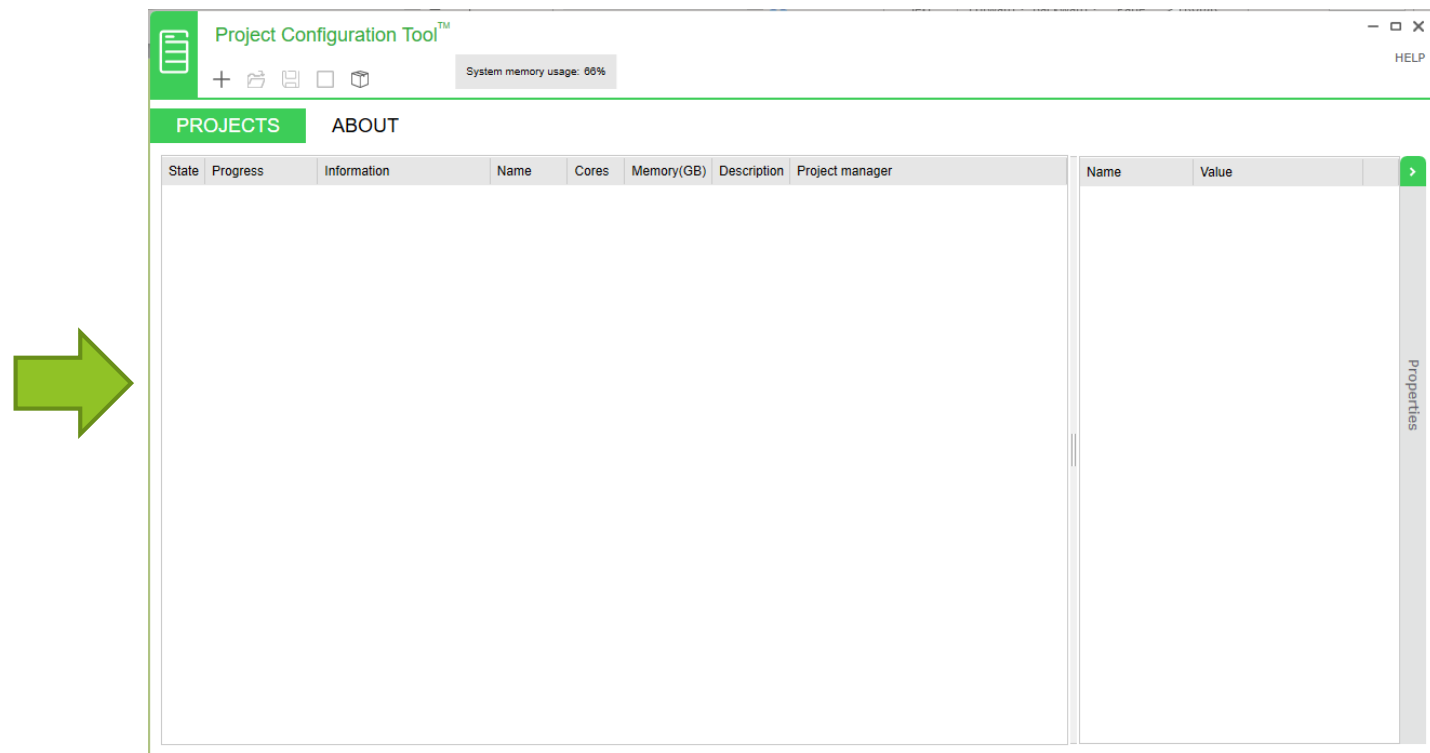 Project Configuration Tool™
HELP
System memory usage: 66%
PROJECTS ABOUT
State Progress Information Name Cores Memory(GB) Description Project manager Name Value
Properties